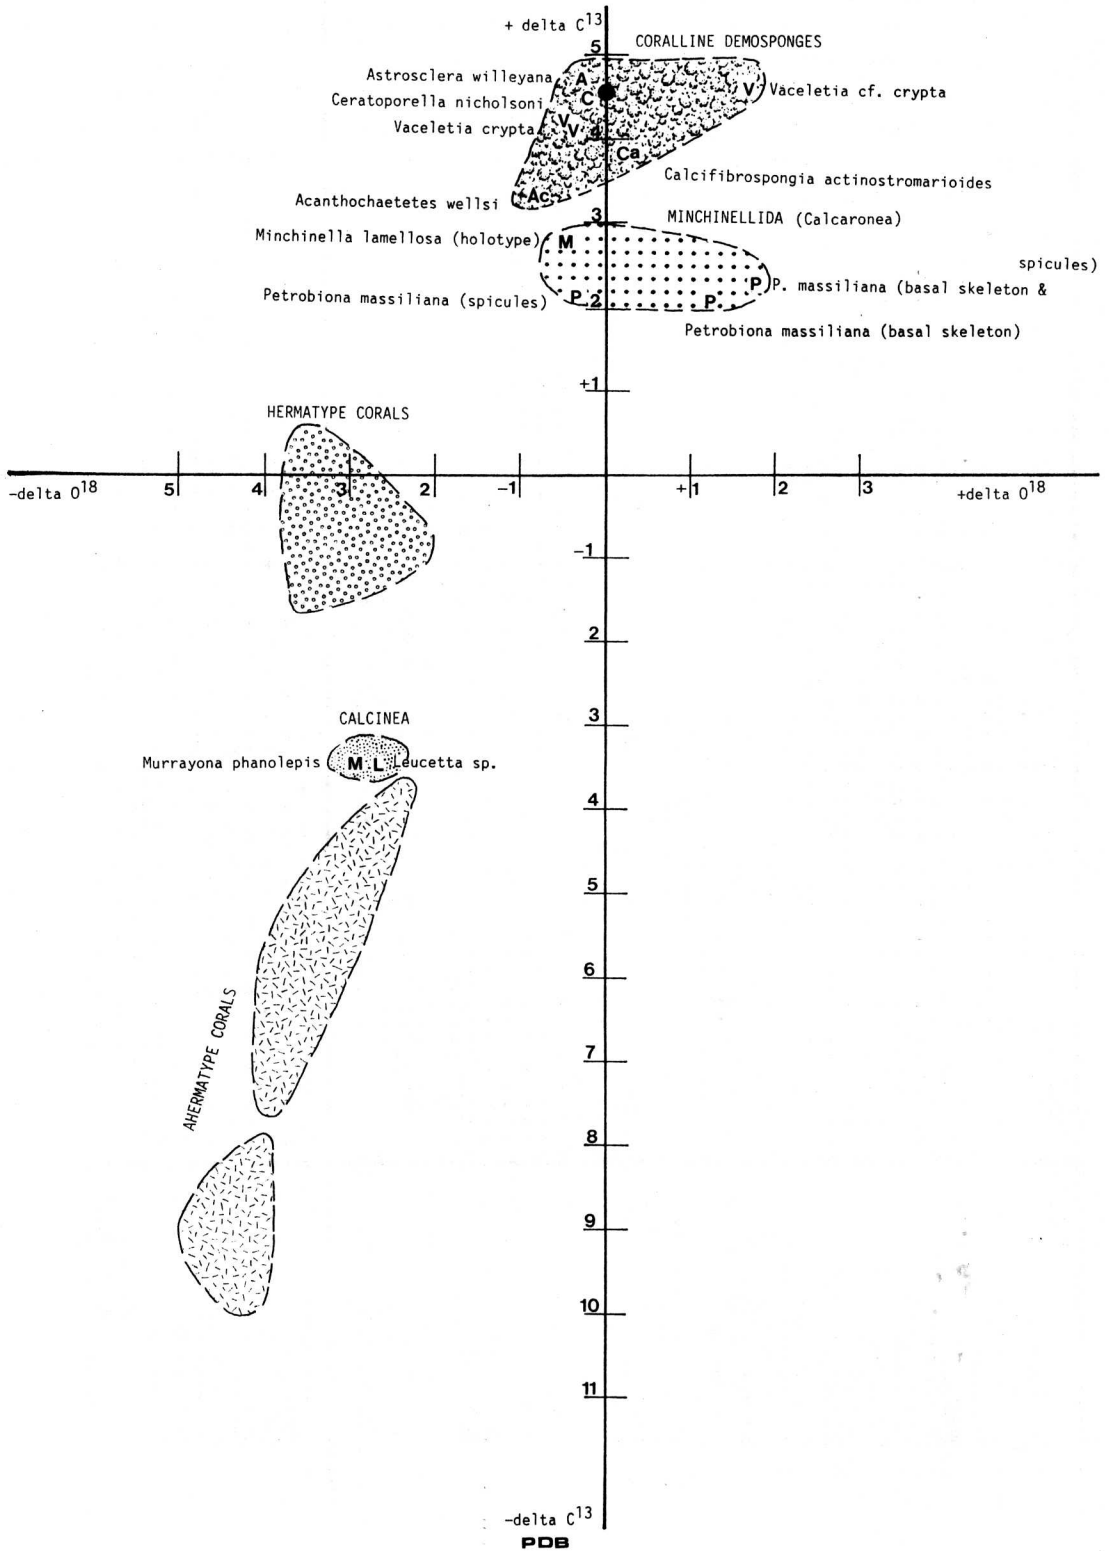 + delta C13
CORALLINE DEMOSPONGES
5
Astrosclera willeyana
A
Ceratoporella nicholsoni
C
V
Vaceletia cf. crypta
Vaceletia crypta
V
V
4
Ca
Calcifibrospongia actinostromarioides
Acanthochaetetes wellsi
+Ac
3
MINCHINELLIDA (Calcaronea)
Minchinella lamellosa (holotype)
M
spicules)
P
P. massiliana (basal skeleton &
Petrobiona massiliana (spicules)
P
2
P
Petrobiona massiliana (basal skeleton)
+1
HERMATYPE CORALS
-delta O18
5
4
3
2
-1
+1
2
3
+delta O18
-1
2
3
CALCINEA
Murrayona phanolepis
M
L
Leucetta sp.
4
5
6
AHERMATYPE CORALS
7
8
9
10
11
-delta C13
PDB